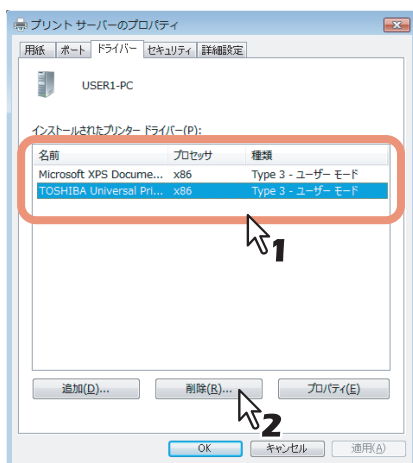 プリント サーバーのプロパティ
用紙 ポート ドライバー セキュリティ 詳細設定
USER1-PC
インストールされたプリンター ドライバー(P):
名前 プロセッサ 種類
Microsoft XPS Docume... x86 Type 3 - ユーザー モード
TOSHIBA Universal Pri... x86 Type 3 - ユーザー モード
1
追加(D)... 削除(R)... プロパティ(E)
2
OK キャンセル 適用(A)